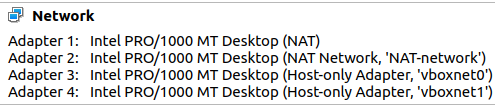 Network
Adapter 1: Intel PRO/1000 MT Desktop (NAT)
Adapter 2: Intel PRO/1000 MT Desktop (NAT Network, 'NAT-network')
Adapter 3: Intel PRO/1000 MT Desktop (Host-only Adapter, 'vboxnet0')
Adapter 4: Intel PRO/1000 MT Desktop (Host-only Adapter, 'vboxnet1')